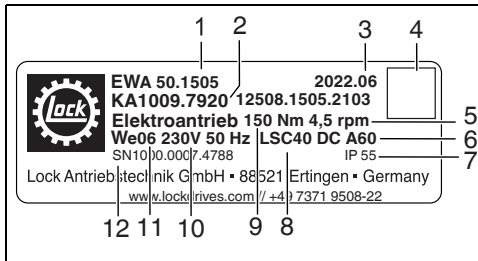 1 2 3 4
EWA 50.1505 2022.06
KA1009.7920 12508.1505.2103
Lock
Elektroantrieb 150 Nm 4,5 rpm 5
We06 230V 50 Hz LSC40 DC A60 6
SN1000.0007.4788 IP 55 7
Lock Antriebstechnik GmbH ▪ 88521 Ertingen ▪ Germany
www.lockdrives.com // +49 7371 9508-22
12 11 10 9 8